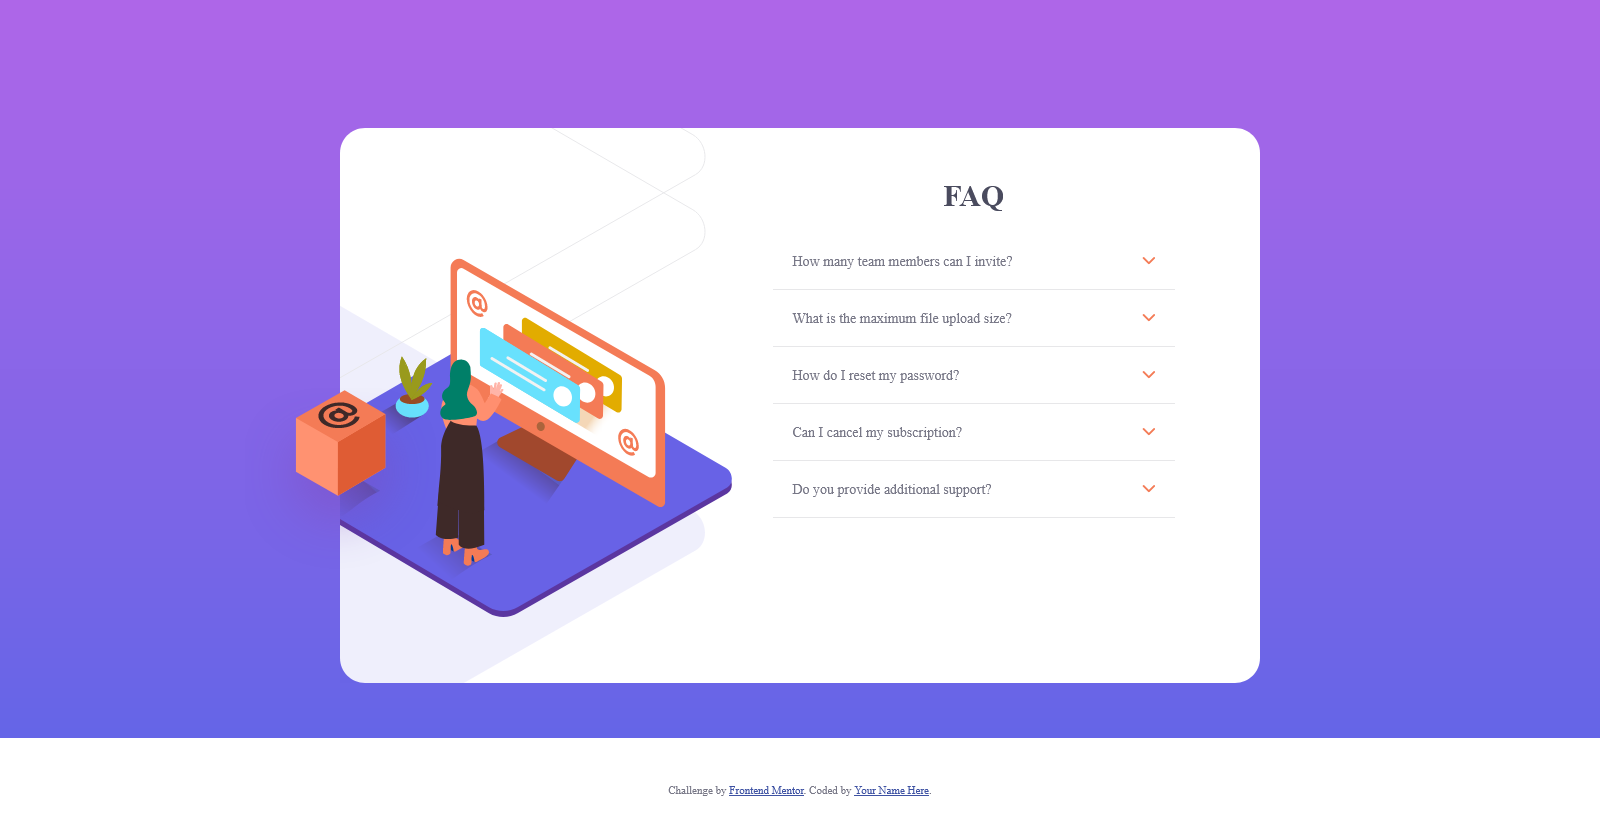 FAQ
How many team members can I invite?
What is the maximum file upload size?
How do I reset my password?
Can I cancel my subscription?
Do you provide additional support?
@
@
@
Challenge by Frontend Mentor. Coded by Your Name Here.